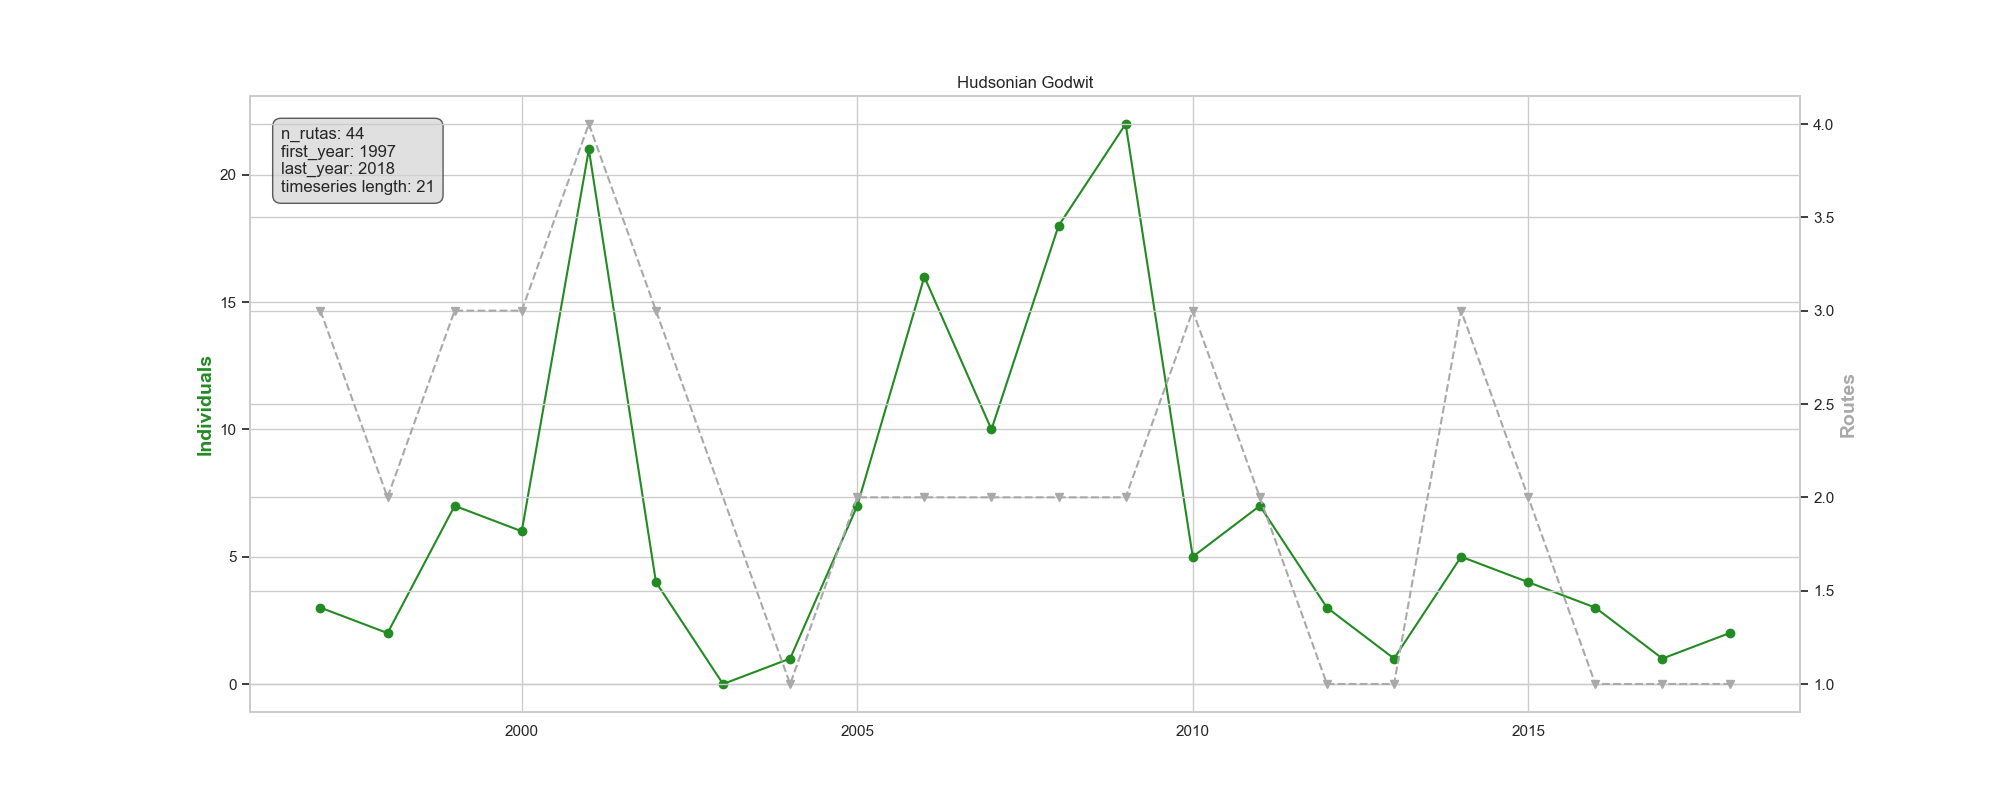 Hudsonian Godwit
n_rutas: 44
first_year: 1997
last_year: 2018
timeseries length: 21
Individuals
20
15
10
5
0
Routes
4.0
3.5
3.0
2.5
2.0
1.5
1.0
2000 2005 2010 2015